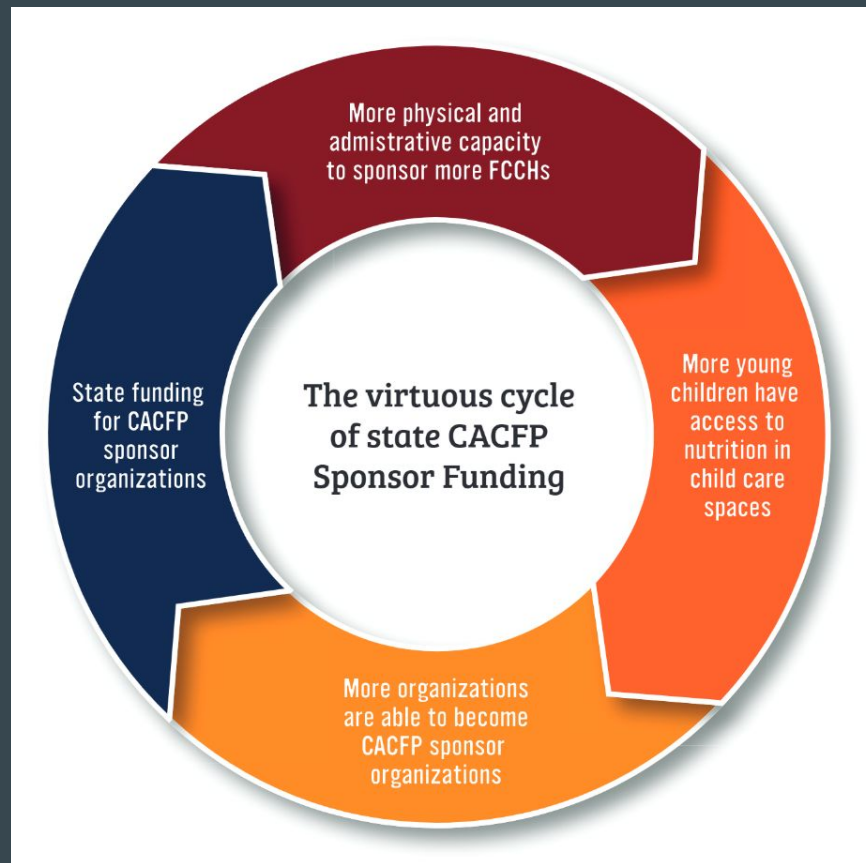 More physical and
admistrative capacity
to sponsor more FCCHs
State funding
for CACFP
sponsor
organizations
The virtuous cycle
of state CACFP
Sponsor Funding
More young
children have
access to
nutrition in
child care
spaces
More organizations
are able to become
CACFP sponsor
organizations